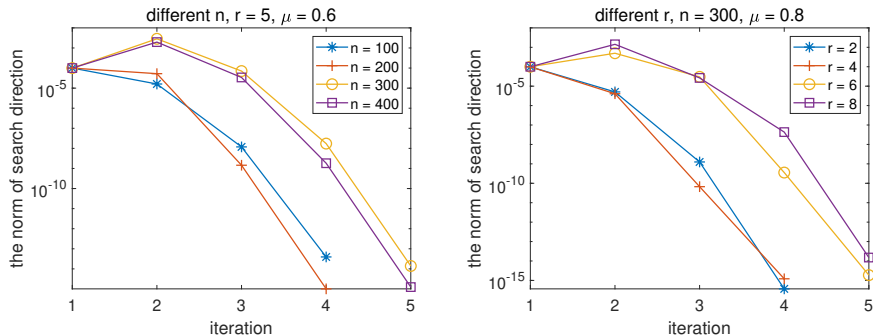 different n, r = 5, μ = 0.6
the norm of search direction
10^-5
10^-10
1 2 3 4 5
iteration
n = 100
n = 200
n = 300
n = 400
different r, n = 300, μ = 0.8
the norm of search direction
10^-5
10^-10
10^-15
1 2 3 4 5
iteration
r = 2
r = 4
r = 6
r = 8